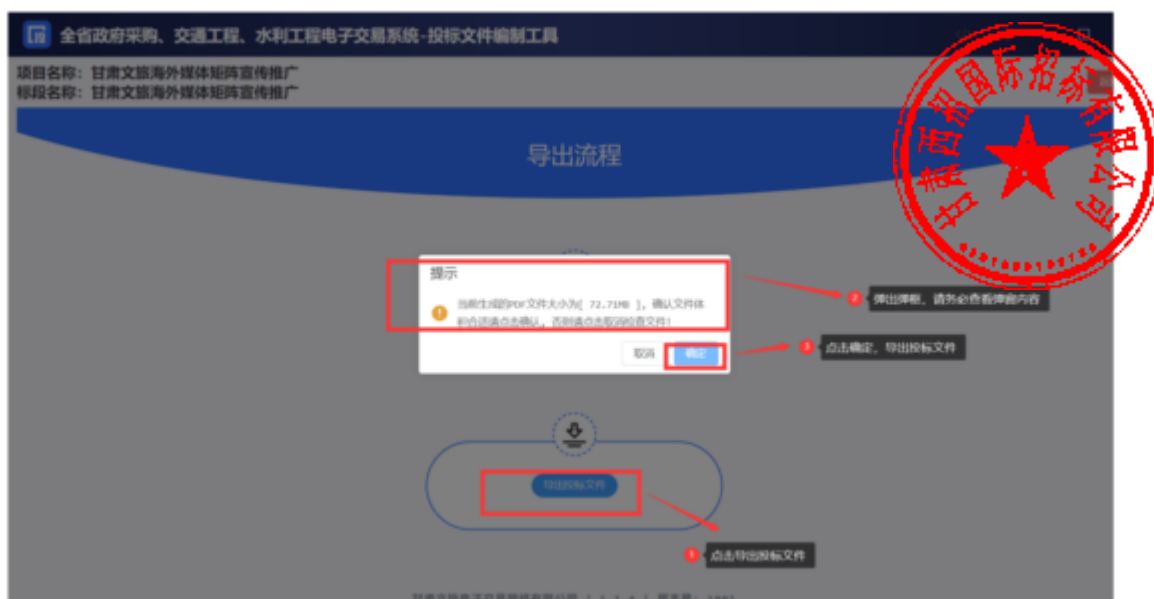 全省政府采购、交通工程、水利工程电子交易系统-投标文件编制工具
项目名称：甘肃文旅海外媒体矩阵宣传推广
标段名称：甘肃文旅海外媒体矩阵宣传推广
甘肃西招国际招标有限公司
导出流程
提示
当前生成的PDF文件大小为[ 72.71MB ]，确认文件体
积合适请点击确认，否则请点击取消检查文件!
取消
确定
2 弹出弹框，请务必查看弹窗内容
3 点击确定，导出投标文件
导出投标文件
1 点击导出投标文件